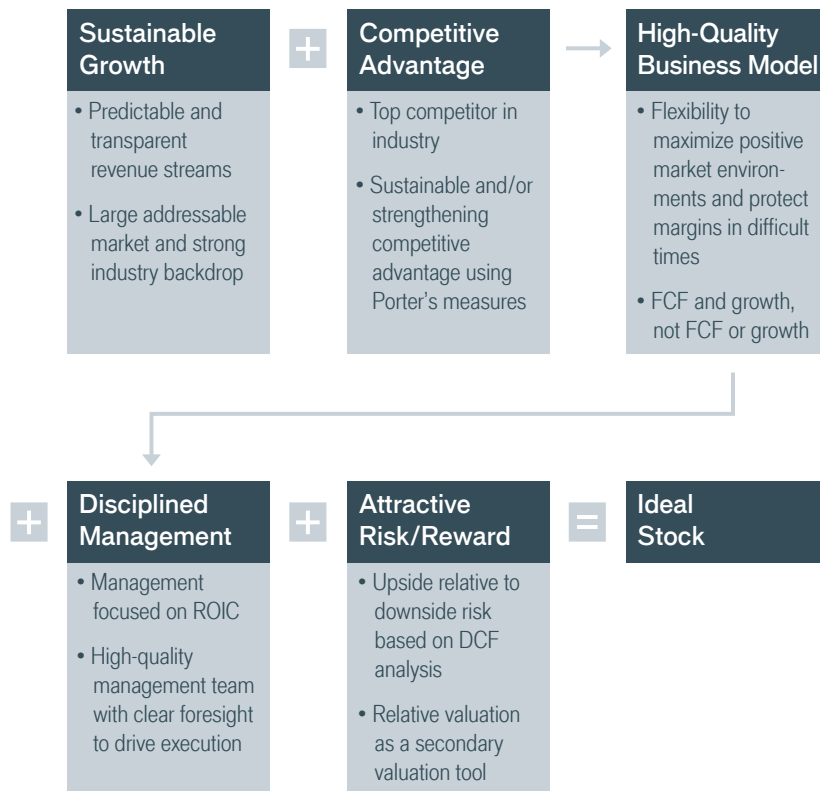 Sustainable
Growth
• Predictable and
transparent
revenue streams
• Large addressable
market and strong
industry backdrop
+
Competitive
Advantage
• Top competitor in
industry
• Sustainable and/or
strengthening
competitive
advantage using
Porter's measures
High-Quality
Business Model
• Flexibility to
maximize positive
market environ-
ments and protect
margins in difficult
times
• FCF and growth,
not FCF or growth
+
Disciplined
Management
• Management
focused on ROIC
• High-quality
management team
with clear foresight
to drive execution
+
Attractive
Risk/Reward
• Upside relative to
downside risk
based on DCF
analysis
• Relative valuation
as a secondary
valuation tool
=
Ideal
Stock